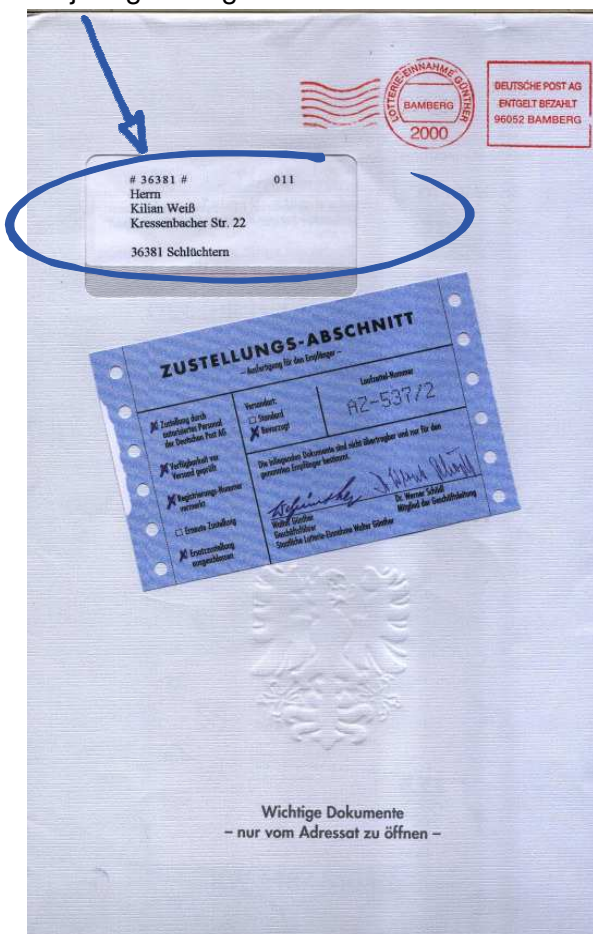 LOTTERIE-EINNAHME GÜNTHER
BAMBERG
2000
DEUTSCHE POST AG
ENTGELT BEZAHLT
96052 BAMBERG
# 36381 # 011
Herrn
Kilian Weiß
Kressenbacher Str. 22
36381 Schlüchtern
ZUSTELLUNGS-ABSCHNITT
– Ausfertigung für den Empfänger –
Zustellung durch
autorisiertes Personal
der Deutschen Post AG
Verfügbarkeit vor
Versand geprüft
Registrierungs-Nummer
vermerkt
Erneute Zustellung
Ersatzzustellung
ausgeschlossen
Versandart:
Standard
Bevorzugt
Laufzettel-Nummer
AZ-537/2
Die inliegenden Dokumente sind nicht übertragbar und nur für den
genannten Empfänger bestimmt.
Walter Günther
Geschäftsführer
Staatliche Lotterie-Einnahme Walter Günther
Dr. Werner Schödl
Mitglied der Geschäftsleitung
Wichtige Dokumente
– nur vom Adressat zu öffnen –